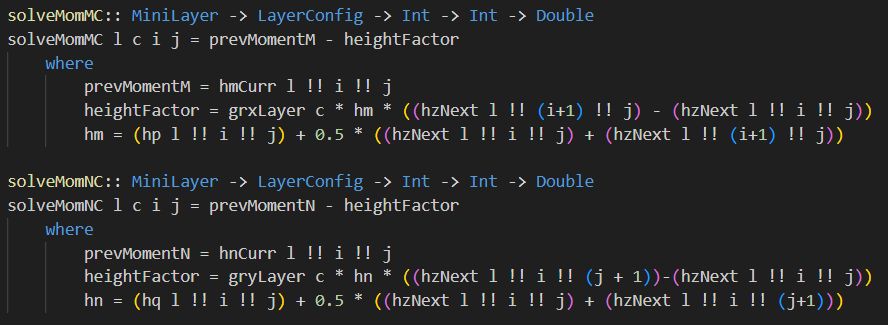 solveMomMC:: MiniLayer -> LayerConfig -> Int -> Int -> Double
solveMomMC l c i j = prevMomentM - heightFactor
    where
        prevMomentM = hmCurr l !! i !! j
        heightFactor = grxLayer c * hm * ((hzNext l !! (i+1) !! j) - (hzNext l !! i !! j))
        hm = (hp l !! i !! j) + 0.5 * ((hzNext l !! i !! j) + (hzNext l !! (i+1) !! j))

solveMomNC:: MiniLayer -> LayerConfig -> Int -> Int -> Double
solveMomNC l c i j = prevMomentN - heightFactor
    where
        prevMomentN = hnCurr l !! i !! j
        heightFactor = gryLayer c * hn * ((hzNext l !! i !! (j + 1))-(hzNext l !! i !! j))
        hn = (hq l !! i !! j) + 0.5 * ((hzNext l !! i !! j) + (hzNext l !! i !! (j+1)))